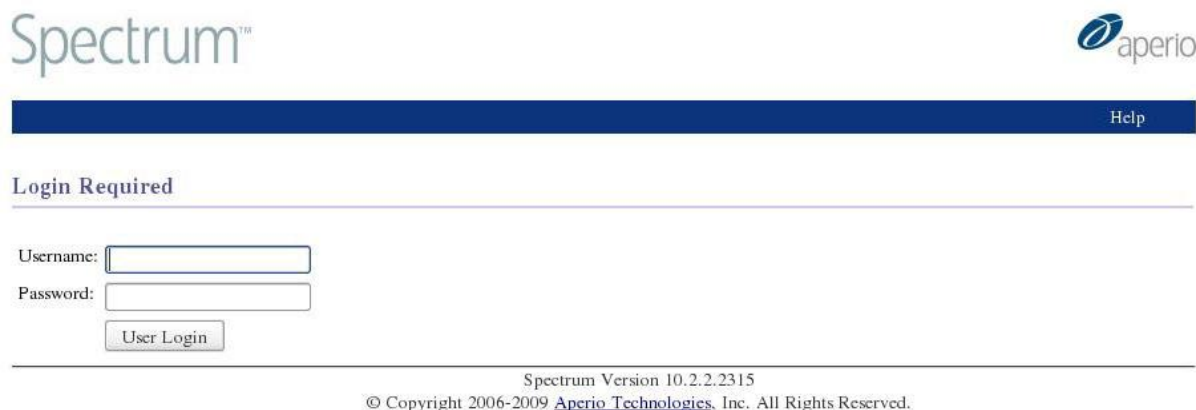 Spectrum™
aperio
Help
Login Required
Username:
Password:
User Login
Spectrum Version 10.2.2.2315
© Copyright 2006-2009 Aperio Technologies, Inc. All Rights Reserved.